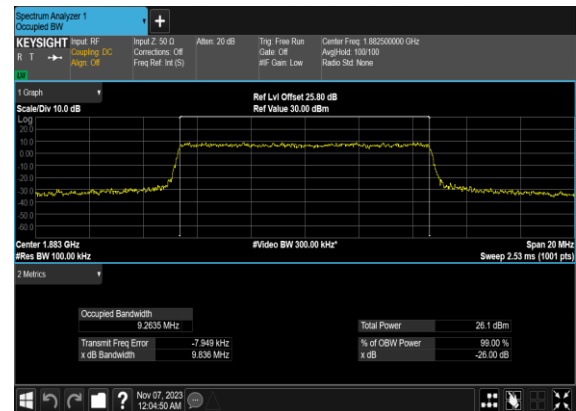 Spectrum Analyzer 1
Occupied BW
+
KEYSIGHT Input: RF Input Z: 50 Ω Atten: 20 dB Trig: Free Run Center Freq: 1.882500000 GHz
Coupling: DC Corrections: Off Gate: Off Avg|Hold: 100/100
R T Align: Off Freq Ref: Int (S) #IF Gain: Low Radio Std: None
LU
1 Graph
Ref Lvl Offset 25.80 dB
Scale/Div 10.0 dB Ref Value 30.00 dBm
Log
20.0
10.0
0.00
-10.0
-20.0
-30.0
-40.0
-50.0
-60.0
Center 1.883 GHz #Video BW 300.00 kHz* Span 20 MHz
#Res BW 100.00 kHz Sweep 2.53 ms (1001 pts)
2 Metrics
Occupied Bandwidth
9.2635 MHz Total Power 26.1 dBm
Transmit Freq Error -7.949 kHz % of OBW Power 99.00 %
x dB Bandwidth 9.836 MHz x dB -26.00 dB
? Nov 07, 2023
12:04:50 AM